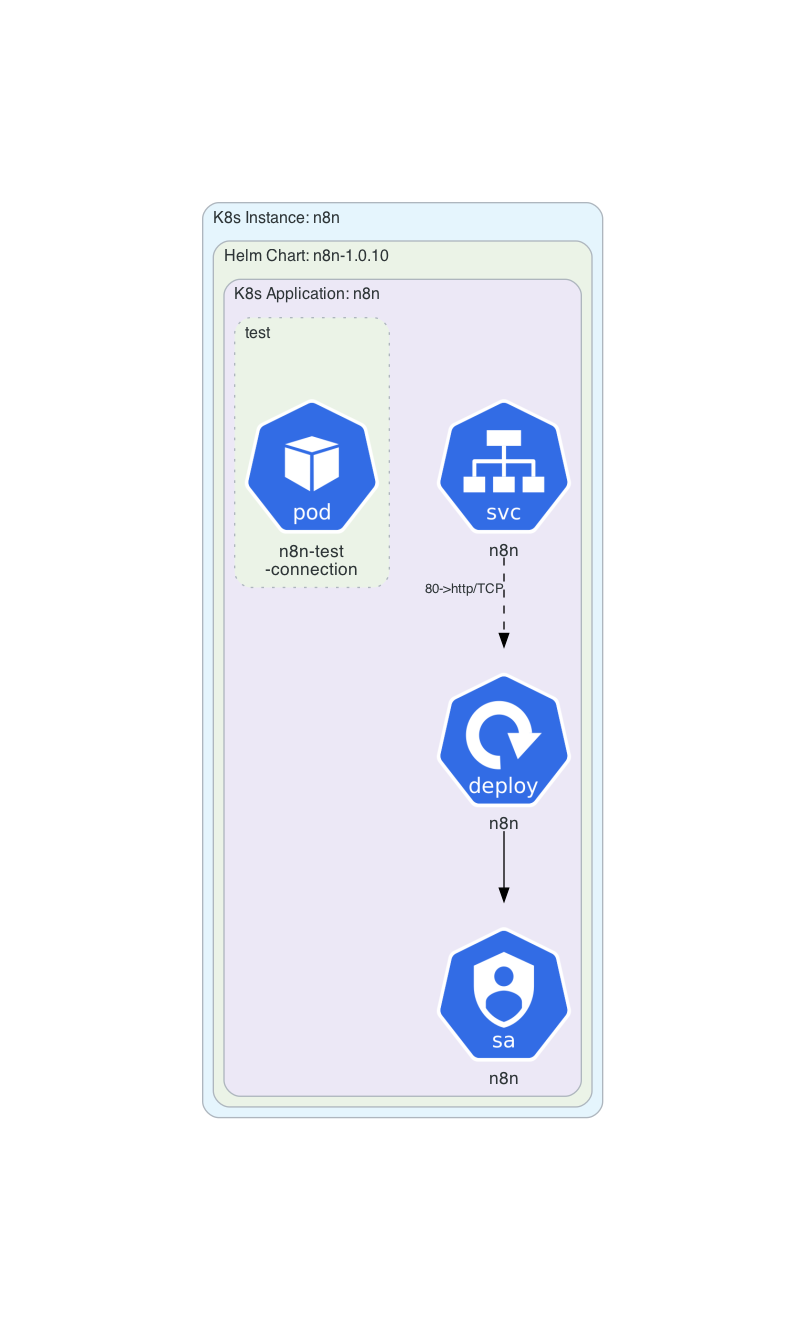 K8s Instance: n8n
Helm Chart: n8n-1.0.10
K8s Application: n8n
test
pod
n8n-test
-connection
svc
n8n
80->http/TCP
deploy
n8n
sa
n8n